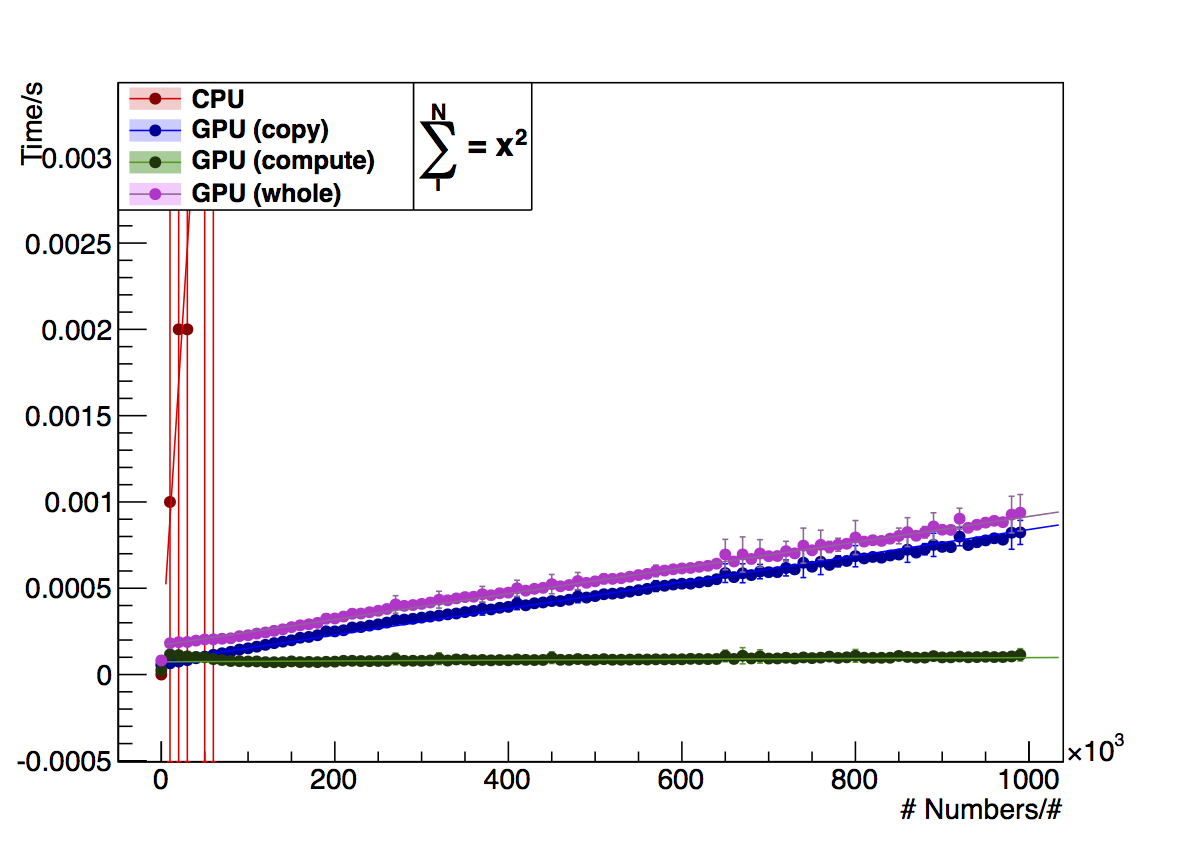 Time/s
CPU
GPU (copy)
GPU (compute)
GPU (whole)
N
∑ = x²
I
0.003
0.0025
0.002
0.0015
0.001
0.0005
0
-0.0005
0 200 400 600 800 1000
×10³
# Numbers/#